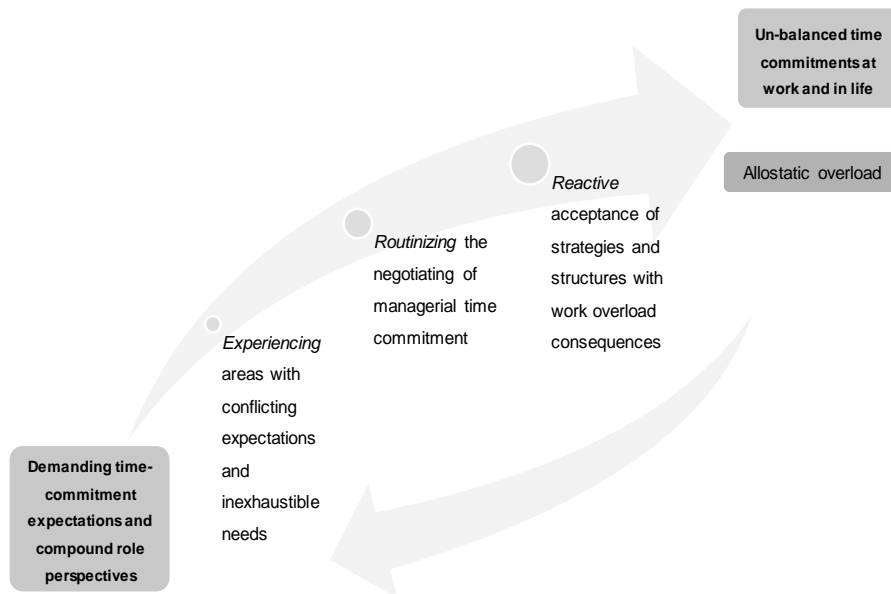 Un-balanced time
commitments at
work and in life
Allostatic overload
Reactive
acceptance of
strategies and
structures with
work overload
consequences
Routinizing the
negotiating of
managerial time
commitment
Experiencing
areas with
conflicting
expectations
and
inexhaustible
needs
Demanding time-
commitment
expectations and
compound role
perspectives